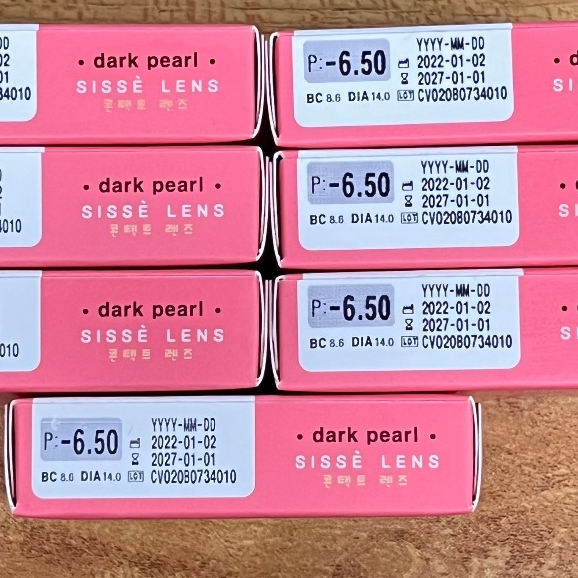 • dark pearl •
SISSÈ LENS
콘택트 렌즈
P:-6.50
YYYY-MM-DD
2022-01-02
2027-01-01
BC 8.6 DIA 14.0 LOT CV02080734010
• dark pearl •
SISSÈ LENS
콘택트 렌즈
P:-6.50
YYYY-MM-DD
2022-01-02
2027-01-01
BC 8.6 DIA 14.0 LOT CV02080734010
• dark pearl •
SISSÈ LENS
콘택트 렌즈
P:-6.50
YYYY-MM-DD
2022-01-02
2027-01-01
BC 8.6 DIA 14.0 LOT CV02080734010
P:-6.50
YYYY-MM-DD
2022-01-02
2027-01-01
BC 8.6 DIA 14.0 LOT CV02080734010
• dark pearl •
SISSÈ LENS
콘택트 렌즈